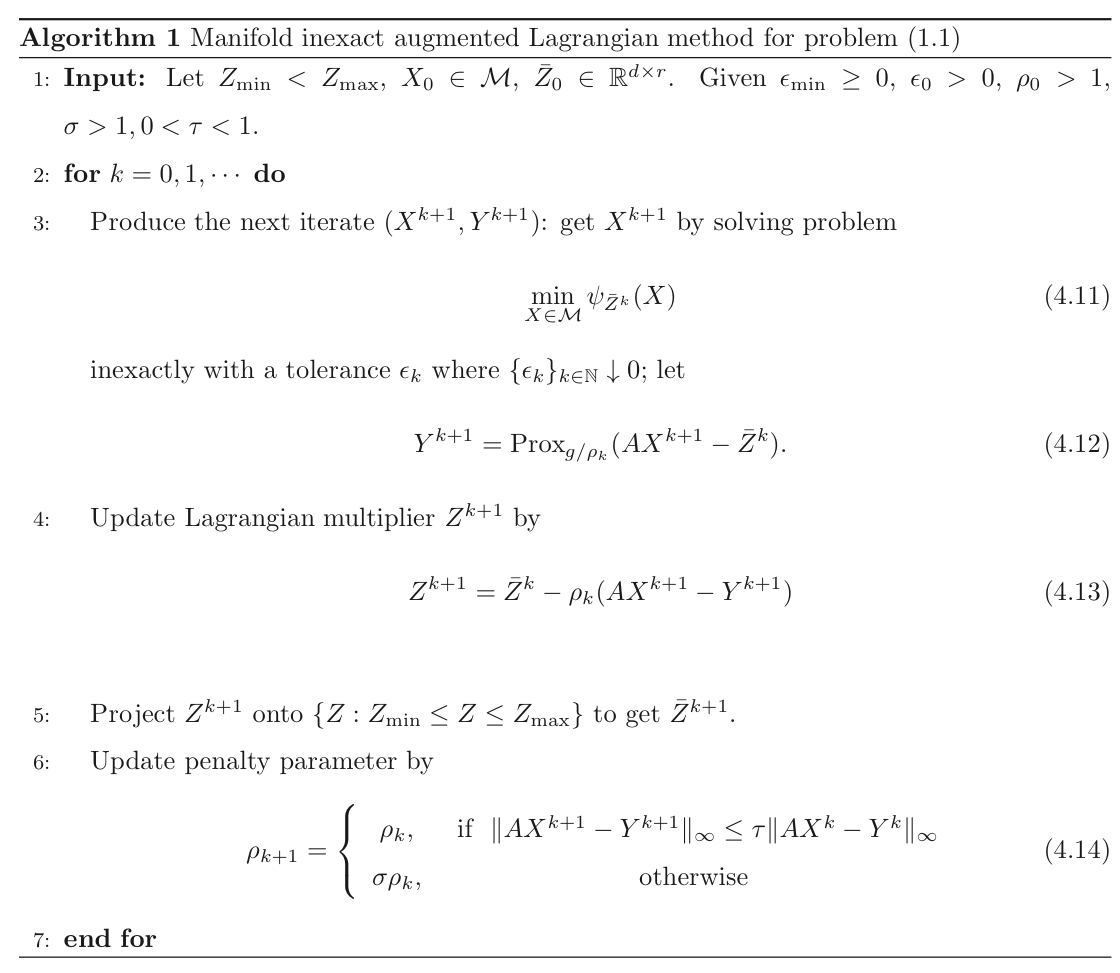 Algorithm 1 Manifold inexact augmented Lagrangian method for problem (1.1)
1: Input: Let $Z_{\min} < Z_{\max}$, $X_0 \in \mathcal{M}$, $\bar{Z}_0 \in \mathbb{R}^{d \times r}$. Given $\epsilon_{\min} \geq 0$, $\epsilon_0 > 0$, $\rho_0 > 1$,
$\sigma > 1, 0 < \tau < 1$.
2: for $k = 0, 1, \cdots$ do
3: Produce the next iterate $(X^{k+1}, Y^{k+1})$: get $X^{k+1}$ by solving problem
$\min_{X \in \mathcal{M}} \psi_{\bar{Z}^k}(X)$ (4.11)
inexactly with a tolerance $\epsilon_k$ where $\{\epsilon_k\}_{k \in \mathbb{N}} \downarrow 0$; let
$Y^{k+1} = \mathrm{Prox}_{g/\rho_k}(AX^{k+1} - \bar{Z}^k).$ (4.12)
4: Update Lagrangian multiplier $Z^{k+1}$ by
$Z^{k+1} = \bar{Z}^k - \rho_k(AX^{k+1} - Y^{k+1})$ (4.13)
5: Project $Z^{k+1}$ onto $\{Z : Z_{\min} \leq Z \leq Z_{\max}\}$ to get $\bar{Z}^{k+1}$.
6: Update penalty parameter by
$\rho_{k+1} = \begin{cases} \rho_k, & \text{if } \|AX^{k+1} - Y^{k+1}\|_\infty \leq \tau \|AX^k - Y^k\|_\infty \\ \sigma\rho_k, & \text{otherwise} \end{cases}$ (4.14)
7: end for